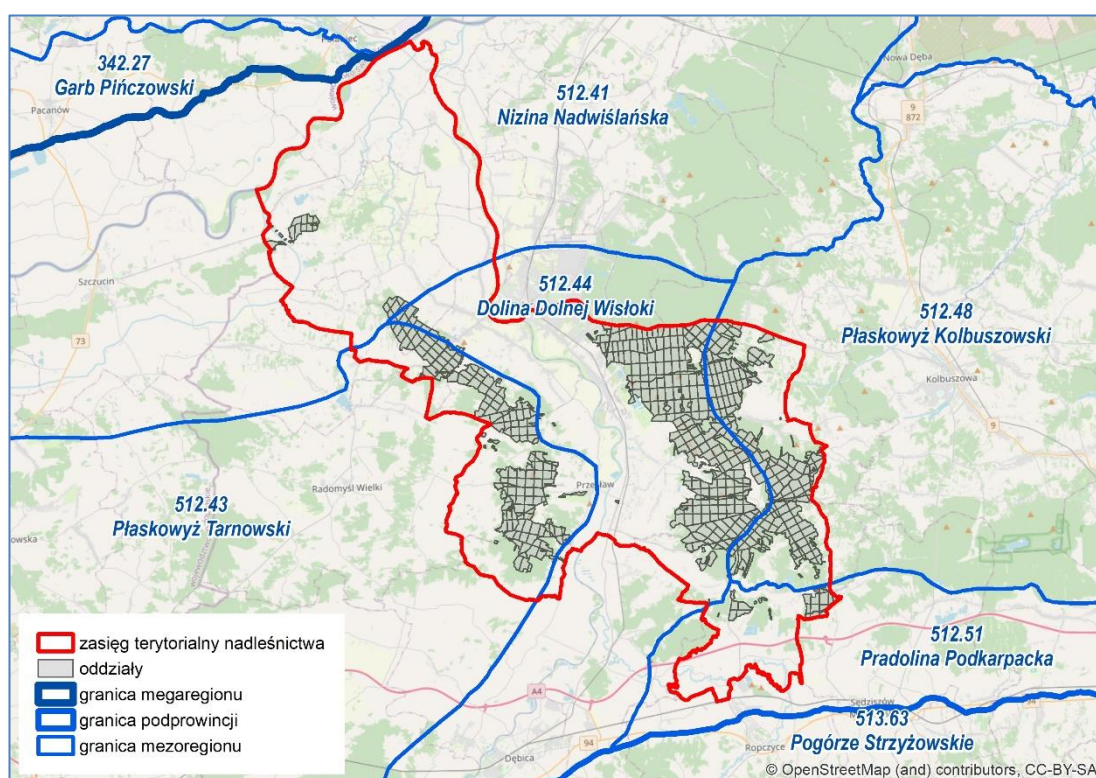 342.27
Garb Pińczowski
Pacanów
512.41
Nizina Nadwiślańska
Nowa Dęba
9
872
Szczucin
73
512.44
Dolina Dolnej Wisłoki
512.48
Płaskowyż Kolbuszowski
Kolbuszowa
9
512.43
Płaskowyż Tarnowski
Radomyśl Wielki
Przecław
512.51
Pradolina Podkarpacka
A4
Sędziszów
513.63
Pogórze Strzyżowskie
Ropczyce
94
94
Dębica
zasięg terytorialny nadleśnictwa
oddziały
granica megaregionu
granica podprowincji
granica mezoregionu
© OpenStreetMap (and) contributors, CC-BY-SA